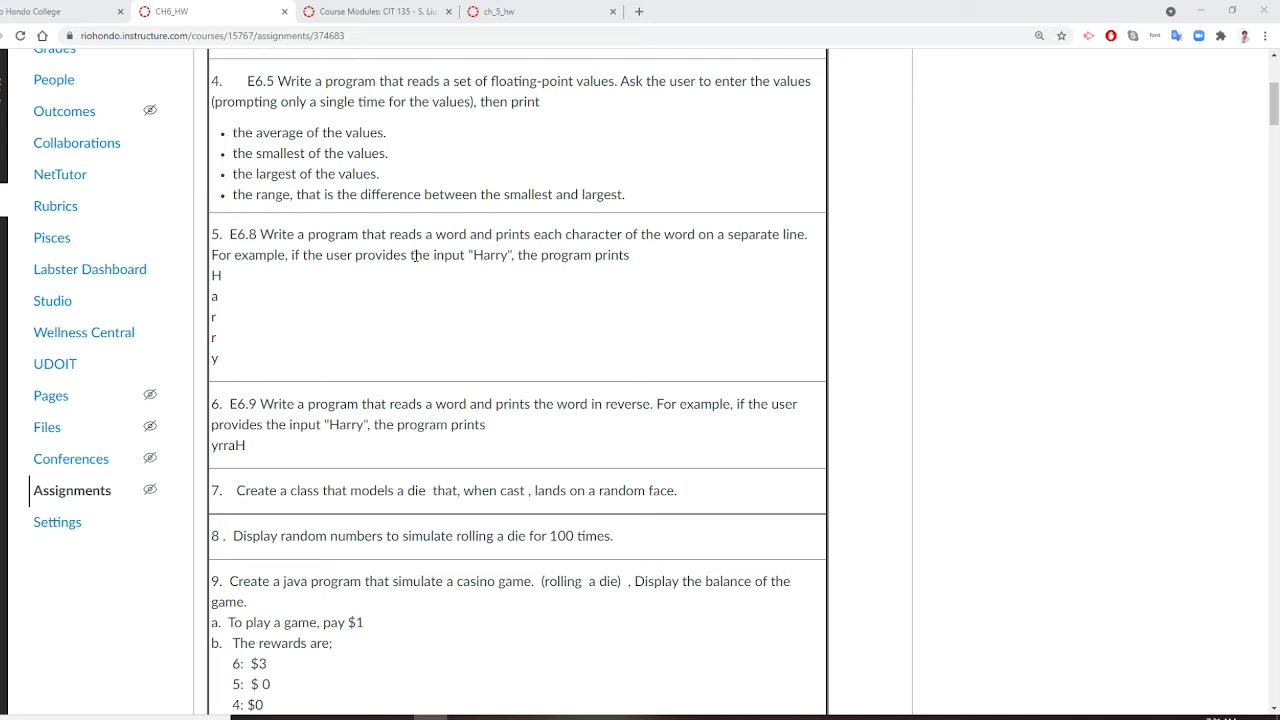 o Hondo College
CH6_HW
Course Modules: CIT 135 - S. Liu
ch_5_hw
riohondo.instructure.com/courses/15767/assignments/374683
font
Grades
People
Outcomes
Collaborations
NetTutor
Rubrics
Pisces
Labster Dashboard
Studio
Wellness Central
UDOIT
Pages
Files
Conferences
Assignments
Settings
4. E6.5 Write a program that reads a set of floating-point values. Ask the user to enter the values
(prompting only a single time for the values), then print
• the average of the values.
• the smallest of the values.
• the largest of the values.
• the range, that is the difference between the smallest and largest.
5. E6.8 Write a program that reads a word and prints each character of the word on a separate line.
For example, if the user provides the input "Harry", the program prints
H
a
r
r
y
6. E6.9 Write a program that reads a word and prints the word in reverse. For example, if the user
provides the input "Harry", the program prints
yrraH
7. Create a class that models a die that, when cast , lands on a random face.
8 . Display random numbers to simulate rolling a die for 100 times.
9. Create a java program that simulate a casino game. (rolling a die) , Display the balance of the
game.
a. To play a game, pay $1
b. The rewards are;
6: $3
5: $ 0
4: $0